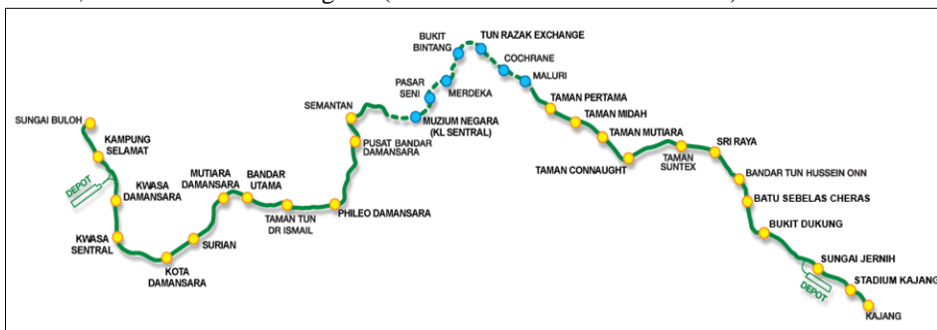 SUNGAI BULOH
KAMPUNG
SELAMAT
DEPOT
KWASA
DAMANSARA
KWASA
SENTRAL
KOTA
DAMANSARA
SURIAN
MUTIARA
DAMANSARA
BANDAR
UTAMA
TAMAN TUN
DR ISMAIL
PHILEO DAMANSARA
PUSAT BANDAR
DAMANSARA
SEMANTAN
MUZIUM NEGARA
(KL SENTRAL)
PASAR
SENI
MERDEKA
BUKIT
BINTANG
TUN RAZAK EXCHANGE
COCHRANE
MALURI
TAMAN PERTAMA
TAMAN MIDAH
TAMAN MUTIARA
TAMAN CONNAUGHT
TAMAN
SUNTEX
SRI RAYA
BANDAR TUN HUSSEIN ONN
BATU SEBELAS CHERAS
BUKIT DUKUNG
SUNGAI JERNIH
DEPOT
STADIUM KAJANG
KAJANG